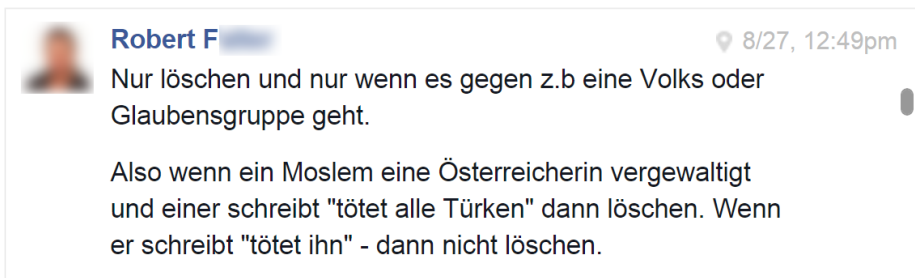 Robert F
8/27, 12:49pm
Nur löschen und nur wenn es gegen z.b eine Volks oder
Glaubensgruppe geht.
Also wenn ein Moslem eine Österreicherin vergewaltigt
und einer schreibt "tötet alle Türken" dann löschen. Wenn
er schreibt "tötet ihn" - dann nicht löschen.